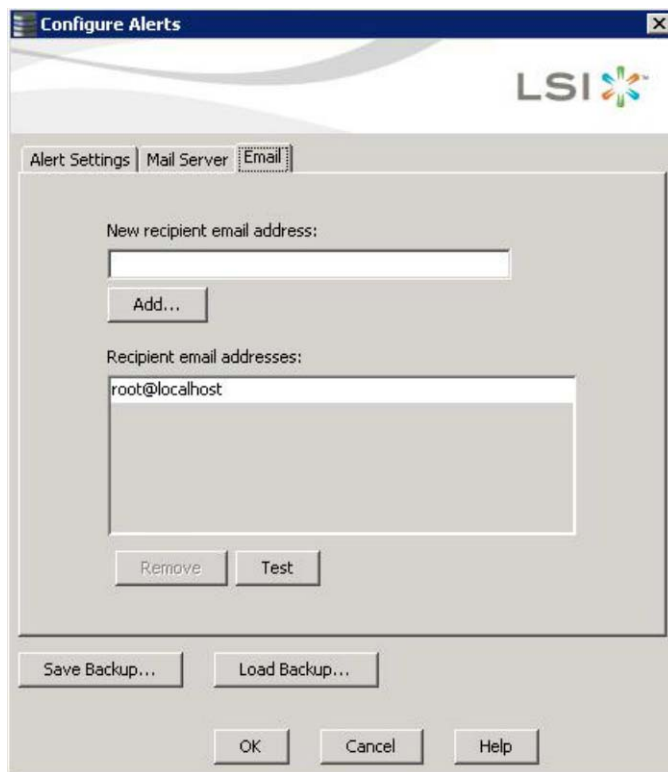 Configure Alerts
LSI
Alert Settings Mail Server Email
New recipient email address:
Add...
Recipient email addresses:
root@localhost
Remove Test
Save Backup... Load Backup...
OK Cancel Help